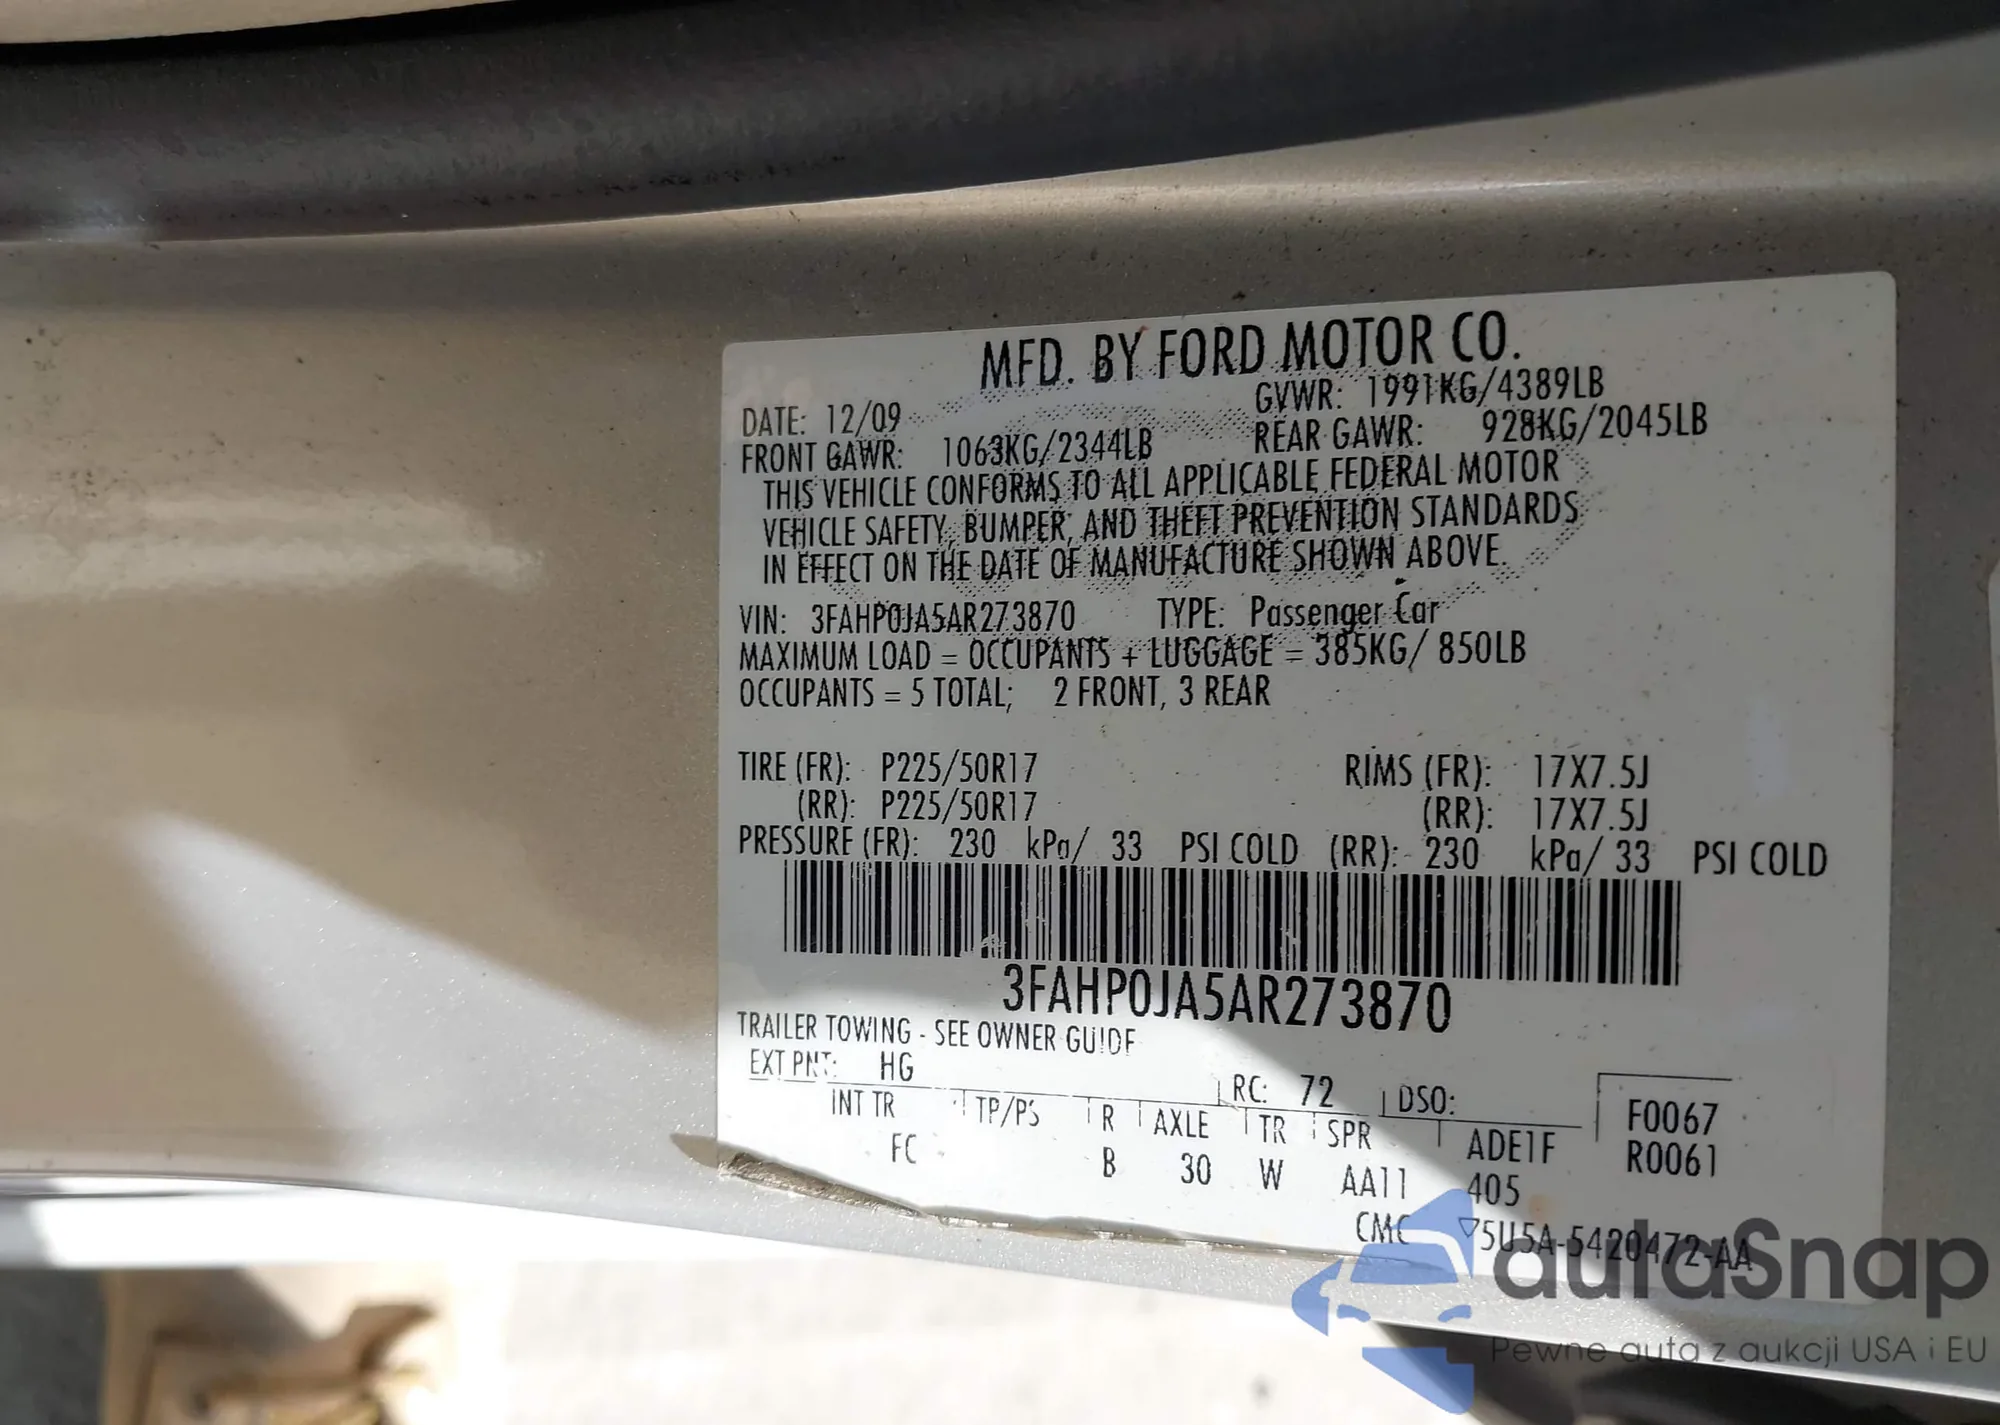 MFD. BY FORD MOTOR CO.
DATE: 12/09 GVWR: 1991KG/4389LB
FRONT GAWR: 1063KG/2344LB REAR GAWR: 928KG/2045LB
THIS VEHICLE CONFORMS TO ALL APPLICABLE FEDERAL MOTOR
VEHICLE SAFETY, BUMPER, AND THEFT PREVENTION STANDARDS
IN EFFECT ON THE DATE OF MANUFACTURE SHOWN ABOVE.
VIN: 3FAHP0JA5AR273870 TYPE: Passenger Car
MAXIMUM LOAD = OCCUPANTS + LUGGAGE = 385KG/ 850LB
OCCUPANTS = 5 TOTAL; 2 FRONT, 3 REAR
TIRE (FR): P225/50R17 RIMS (FR): 17X7.5J
(RR): P225/50R17 (RR): 17X7.5J
PRESSURE (FR): 230 kPa/ 33 PSI COLD (RR): 230 kPa/ 33 PSI COLD
3FAHP0JA5AR273870
TRAILER TOWING - SEE OWNER GUIDE
EXT PNT: HG RC: 72 DSO: F0067
INT TR TP/PS R AXLE TR SPR ADE1F R0061
FC B 30 W AA11 405
CMC ▽5U5A-5420472-AA
autaSnap
Pewne auta z aukcji USA i EU